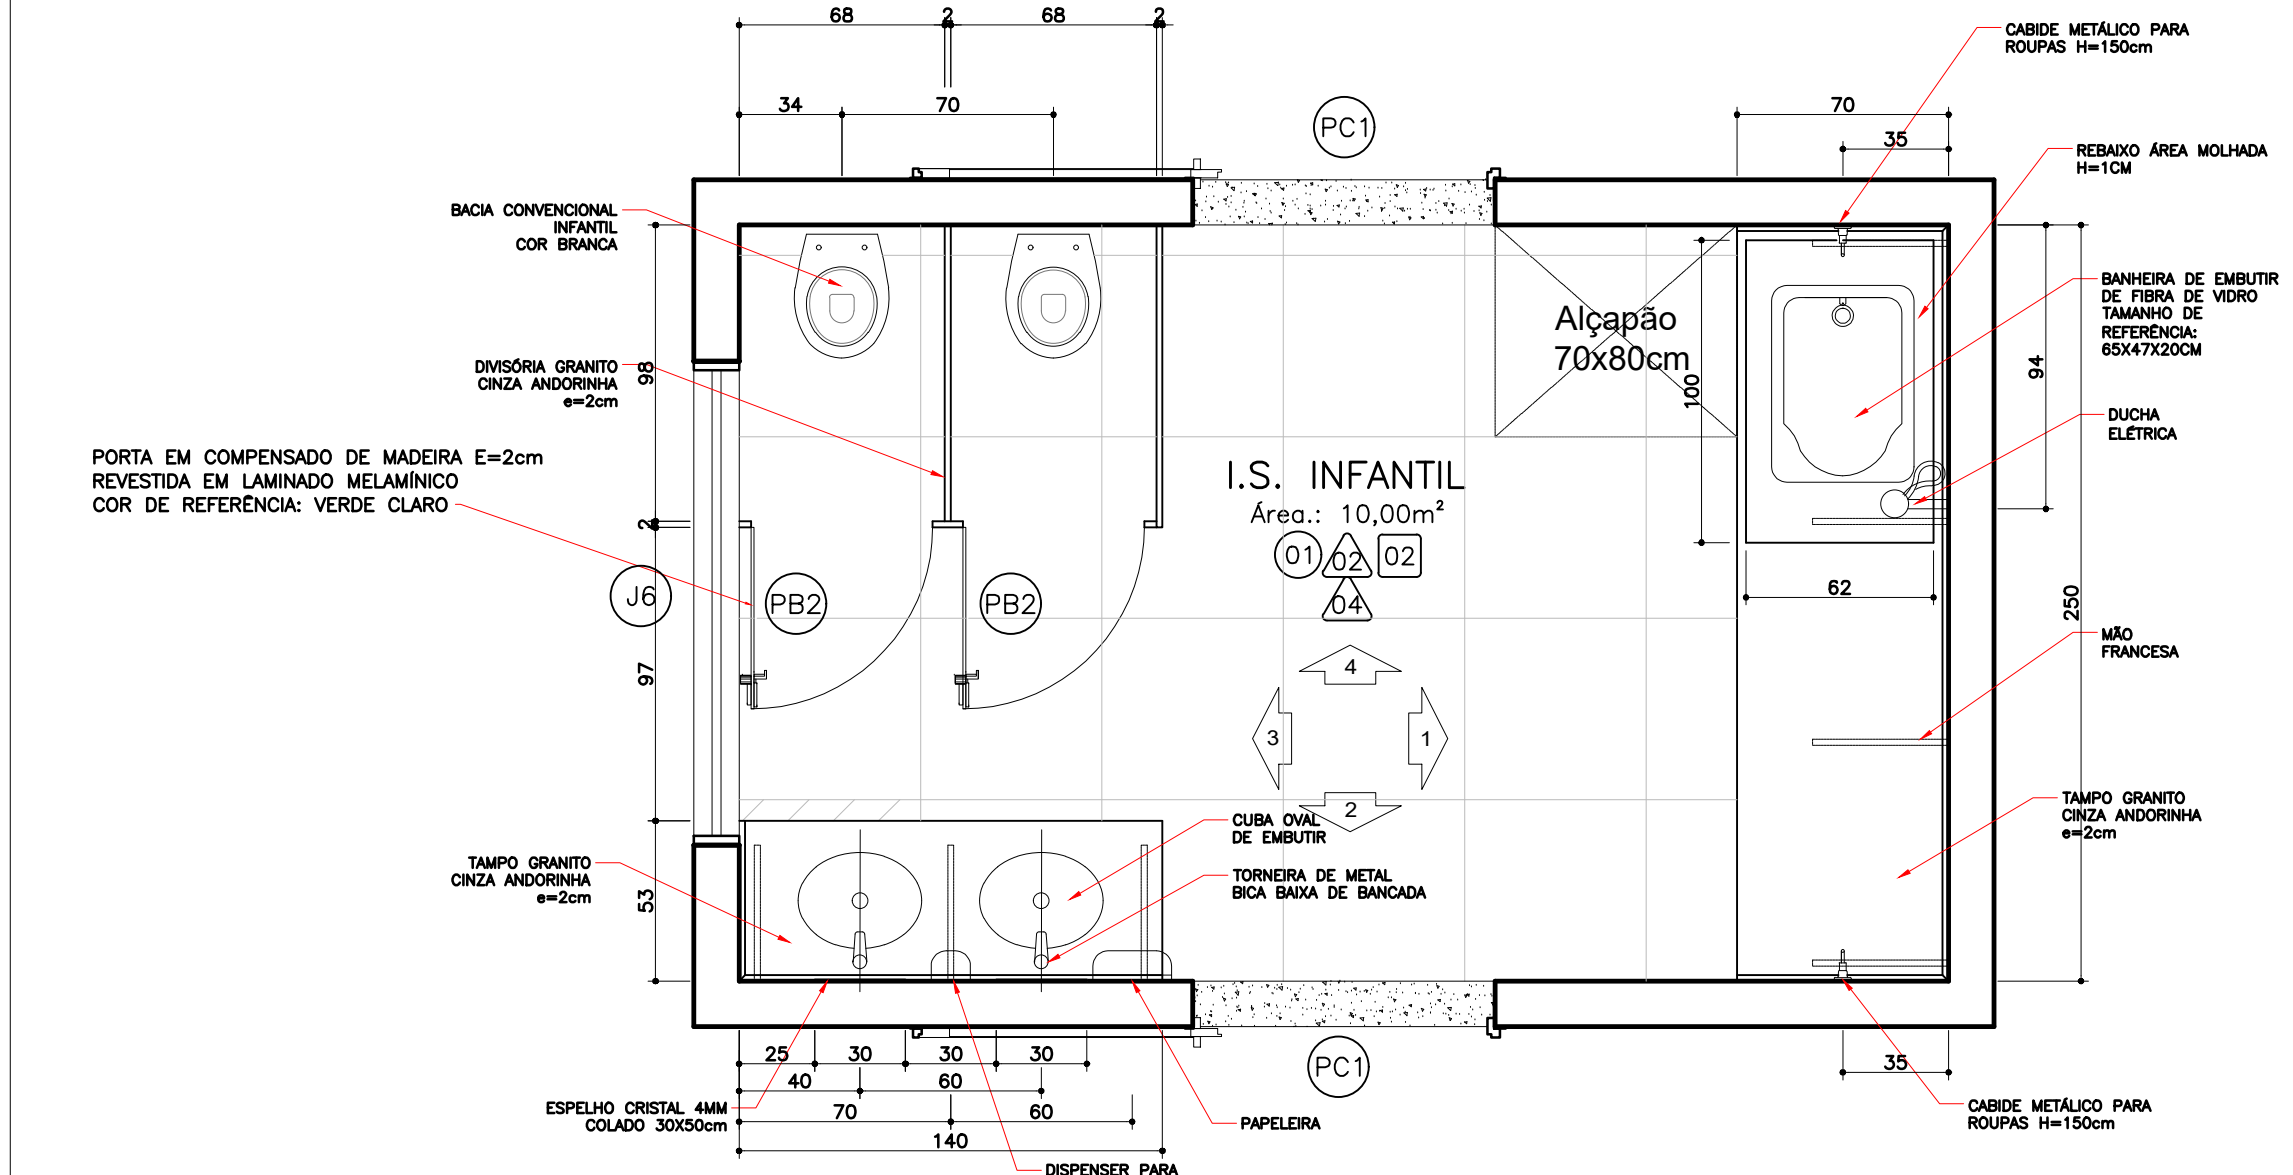 68
2
68
2
CABIDE METÁLICO PARA
ROUPAS H=150cm
34
70
PC1
70
35
REBAIXO ÁREA MOLHADA
H=1CM
BACIA CONVENCIONAL
INFANTIL
COR BRANCA
BANHEIRA DE EMBUTIR
DE FIBRA DE VIDRO
TAMANHO DE
REFERÊNCIA:
65X47X20CM
Alçapão
70x80cm
DIVISÓRIA GRANITO
CINZA ANDORINHA
e=2cm
98
100
94
DUCHA
ELÉTRICA
PORTA EM COMPENSADO DE MADEIRA E=2cm
REVESTIDA EM LAMINADO MELAMÍNICO
COR DE REFERÊNCIA: VERDE CLARO
I.S. INFANTIL
Área.: 10,00m²
2
01
02
02
04
J6
PB2
PB2
62
250
MÃO
FRANCESA
97
4
3
1
2
TAMPO GRANITO
CINZA ANDORINHA
e=2cm
CUBA OVAL
DE EMBUTIR
TAMPO GRANITO
CINZA ANDORINHA
e=2cm
53
TORNEIRA DE METAL
BICA BAIXA DE BANCADA
25
30
30
30
PC1
35
40
60
ESPELHO CRISTAL 4MM
COLADO 30X50cm
70
60
PAPELEIRA
CABIDE METÁLICO PARA
ROUPAS H=150cm
140
DISPENSER PARA